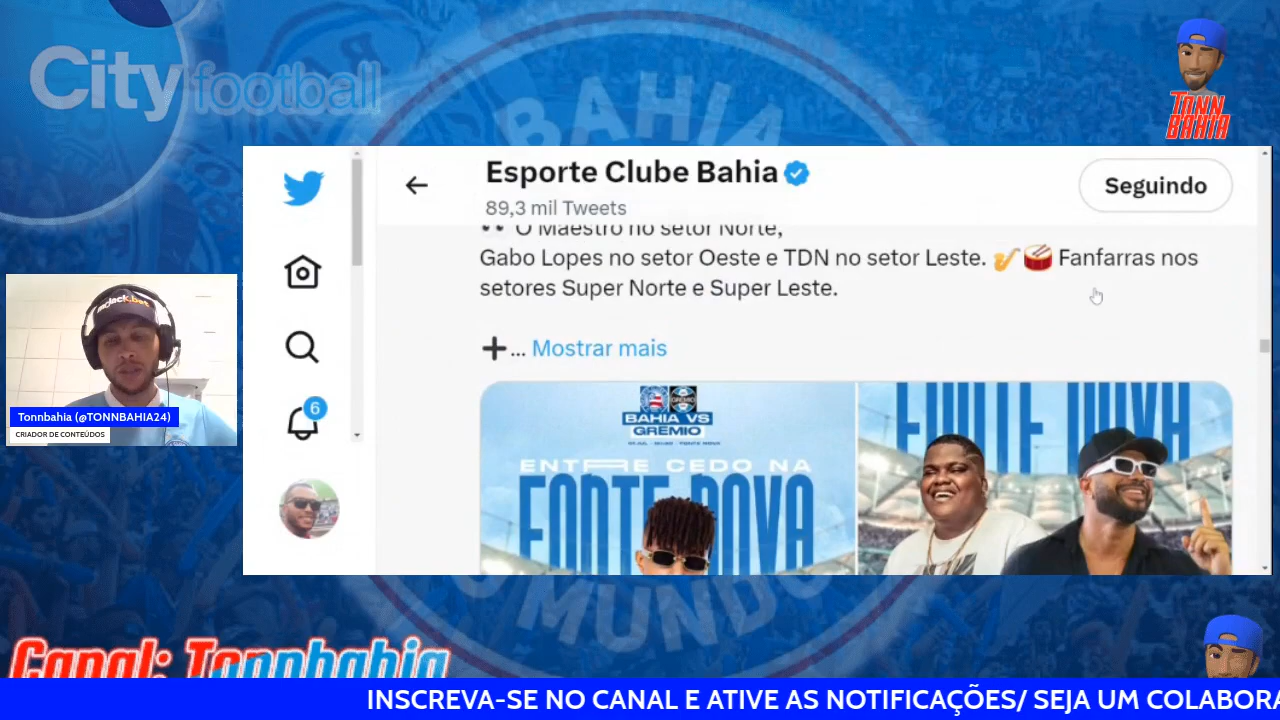 City football
BAHIA
TONN
BAHIA
Esporte Clube Bahia
Seguindo
89,3 mil Tweets
O Maestro no setor Norte,
Gabo Lopes no setor Oeste e TDN no setor Leste. Fanfarras nos
setores Super Norte e Super Leste.
... Mostrar mais
6
BAHIA VS
GRÊMIO
ENTRE CEDO NA
FONTE NOVA
FONTE NOVA
Tonnbahia (@TONNBAHIA24)
CRIADOR DE CONTEÚDOS
O MUNDO
Canal: Tonnbahia
INSCREVA-SE NO CANAL E ATIVE AS NOTIFICAÇÕES/ SEJA UM COLABORA